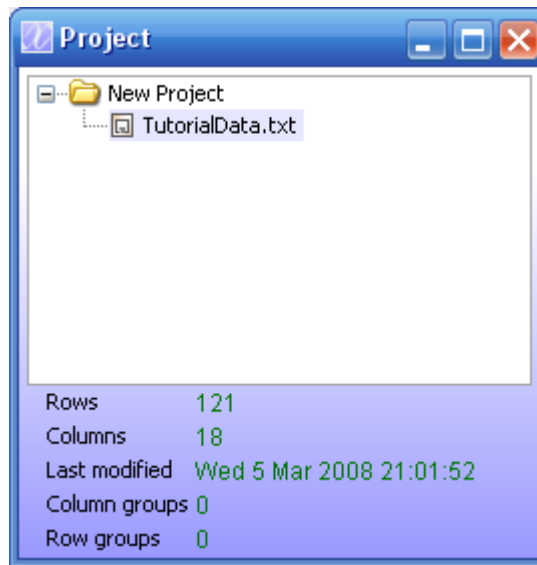 Project
New Project
TutorialData.txt
Rows 121
Columns 18
Last modified Wed 5 Mar 2008 21:01:52
Column groups 0
Row groups 0